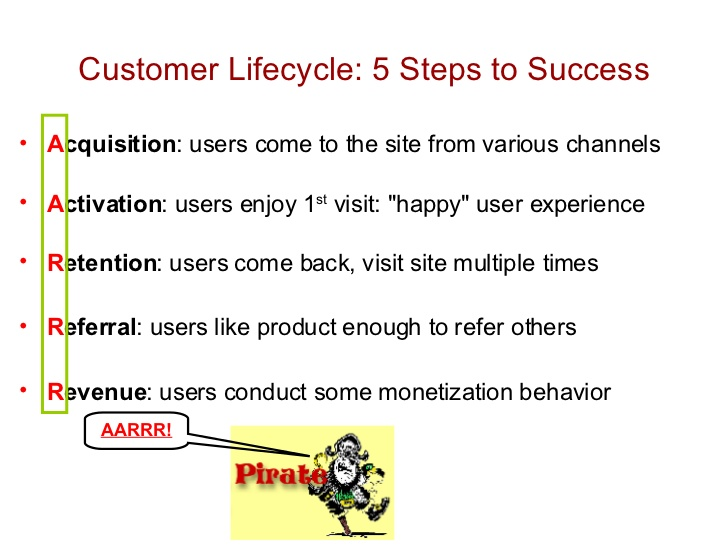 Customer Lifecycle: 5 Steps to Success
• Acquisition: users come to the site from various channels
• Activation: users enjoy 1st visit: "happy" user experience
• Retention: users come back, visit site multiple times
• Referral: users like product enough to refer others
• Revenue: users conduct some monetization behavior
AARRR!
Pirate